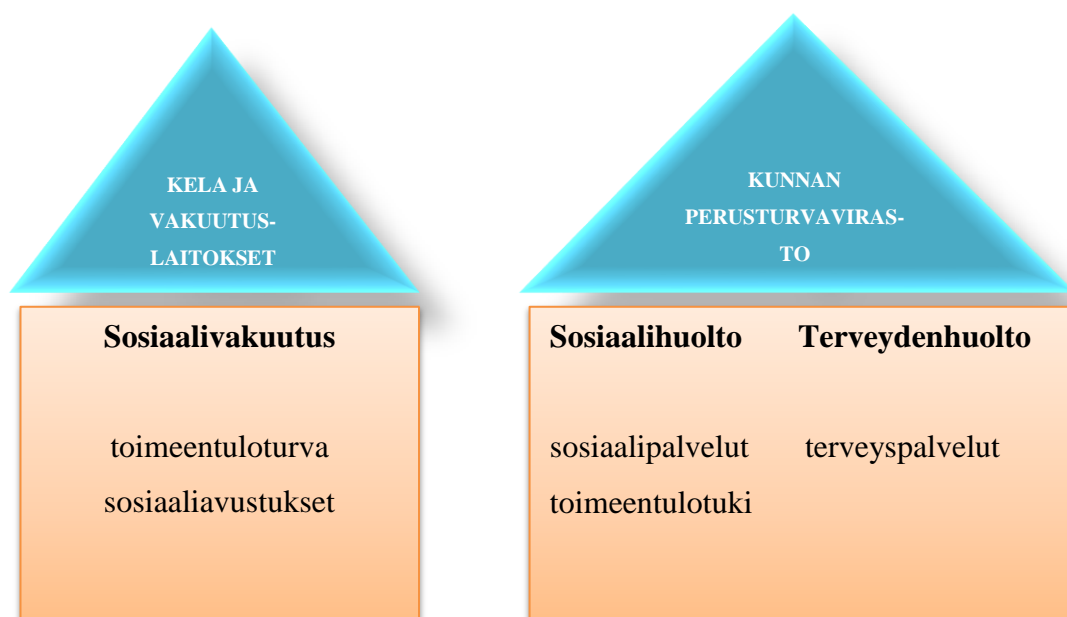 KELA JA
VAKUUTUS-
LAITOKSET
Sosiaalivakuutus
toimeentuloturva
sosiaaliavustukset
KUNNAN
PERUSTURVAVIRAS-
TO
Sosiaalihuolto Terveydenhuolto
sosiaalipalvelut terveyspalvelut
toimeentulotuki